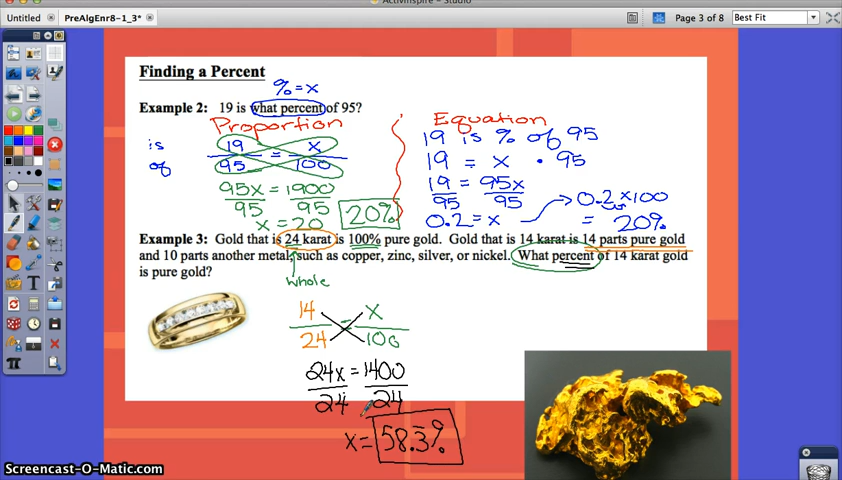 ActivInspire - Studio
Untitled
PreAlgEnr8-1_3*
Page 3 of 8
Best Fit
Finding a Percent
% = x
Example 2: 19 is what percent of 95?
Proportion
is
of
19 = x
95 100
95x = 1900
95 95
x = 20
20%
Equation
19 is % of 95
19 = x • 95
19 = 95x
95 95
0.2 = x
0.2 x 100
= 20%
Example 3: Gold that is 24 karat is 100% pure gold. Gold that is 14 karat is 14 parts pure gold
and 10 parts another metal, such as copper, zinc, silver, or nickel. What percent of 14 karat gold
is pure gold?
whole
14 = x
24 100
24x = 1400
24 24
x = 58.3%
Screencast-O-Matic.com